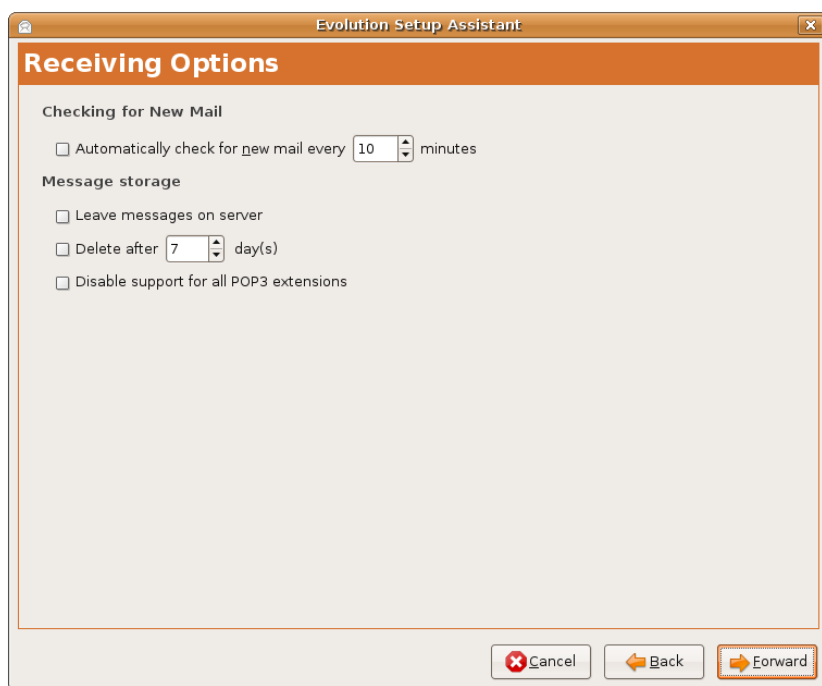 Evolution Setup Assistant
Receiving Options
Checking for New Mail
Automatically check for new mail every 10 minutes
Message storage
Leave messages on server
Delete after 7 day(s)
Disable support for all POP3 extensions
Cancel Back Forward